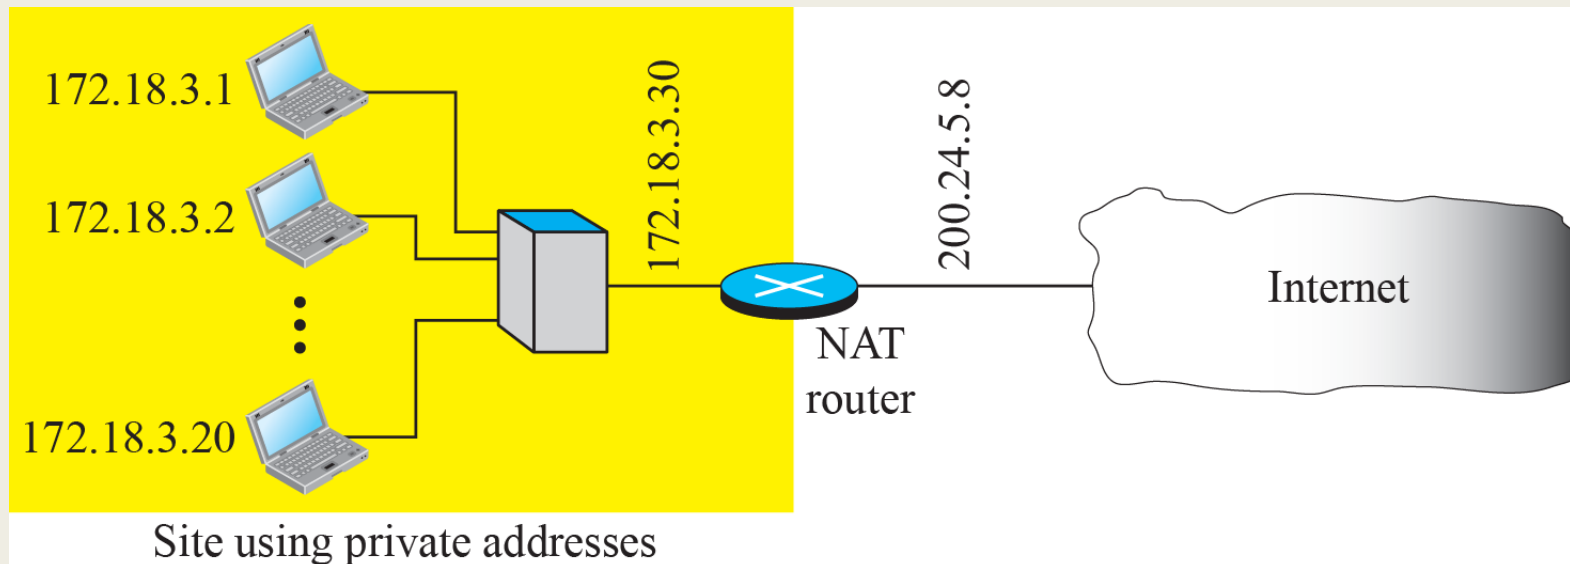 172.18.3.1
172.18.3.2
172.18.3.20
172.18.3.30
200.24.5.8
NAT
router
Internet
Site using private addresses